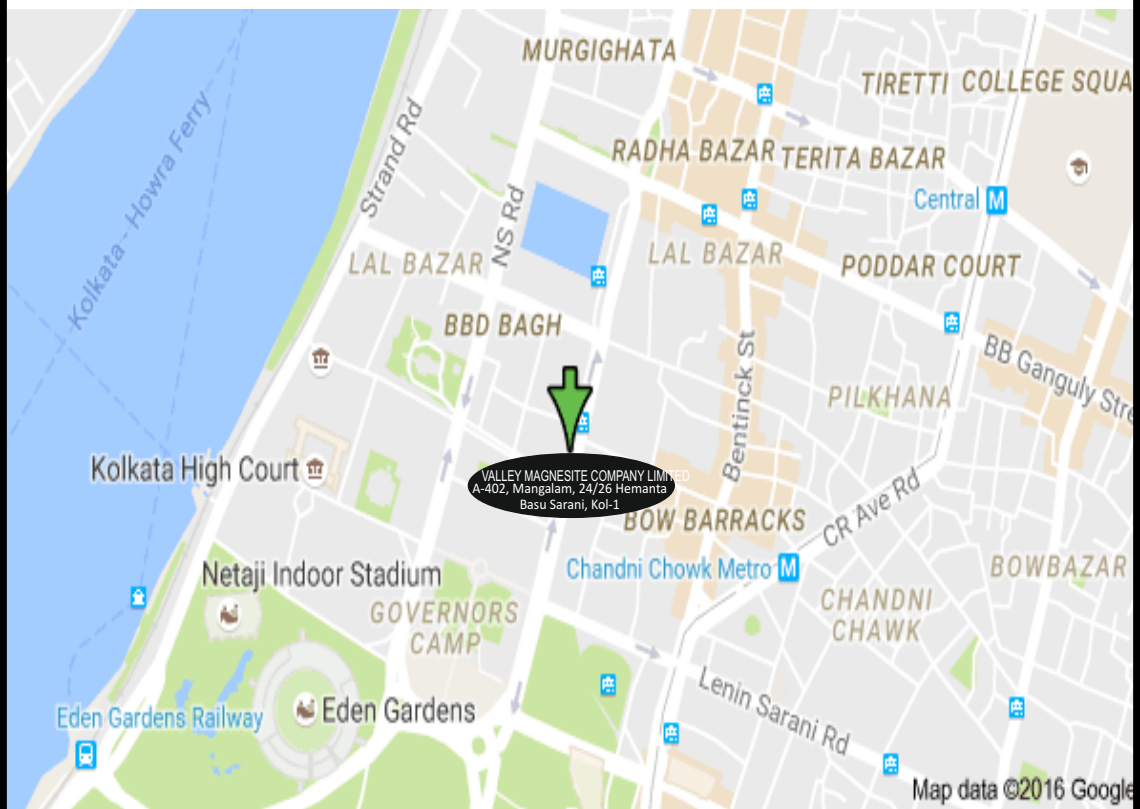 MURGIGHATA
TIRETTI
COLLEGE SQUA
Strand Rd
Kolkata - Howra Ferry
RADHA BAZAR
TERITA BAZAR
Central M
NS Rd
LAL BAZAR
LAL BAZAR
PODDAR COURT
BBD BAGH
BB Ganguly Stre
Bentinck St
PILKHANA
Kolkata High Court
VALLEY MAGNESITE COMPANY LIMITED
A-402, Mangalam, 24/26 Hemanta
Basu Sarani, Kol-1
BOW BARRACKS
CR Ave Rd
Chandni Chowk Metro M
BOWBAZAR
Netaji Indoor Stadium
GOVERNORS
CAMP
CHANDNI
CHAWK
Lenin Sarani Rd
Eden Gardens Railway
Eden Gardens
Map data ©2016 Google